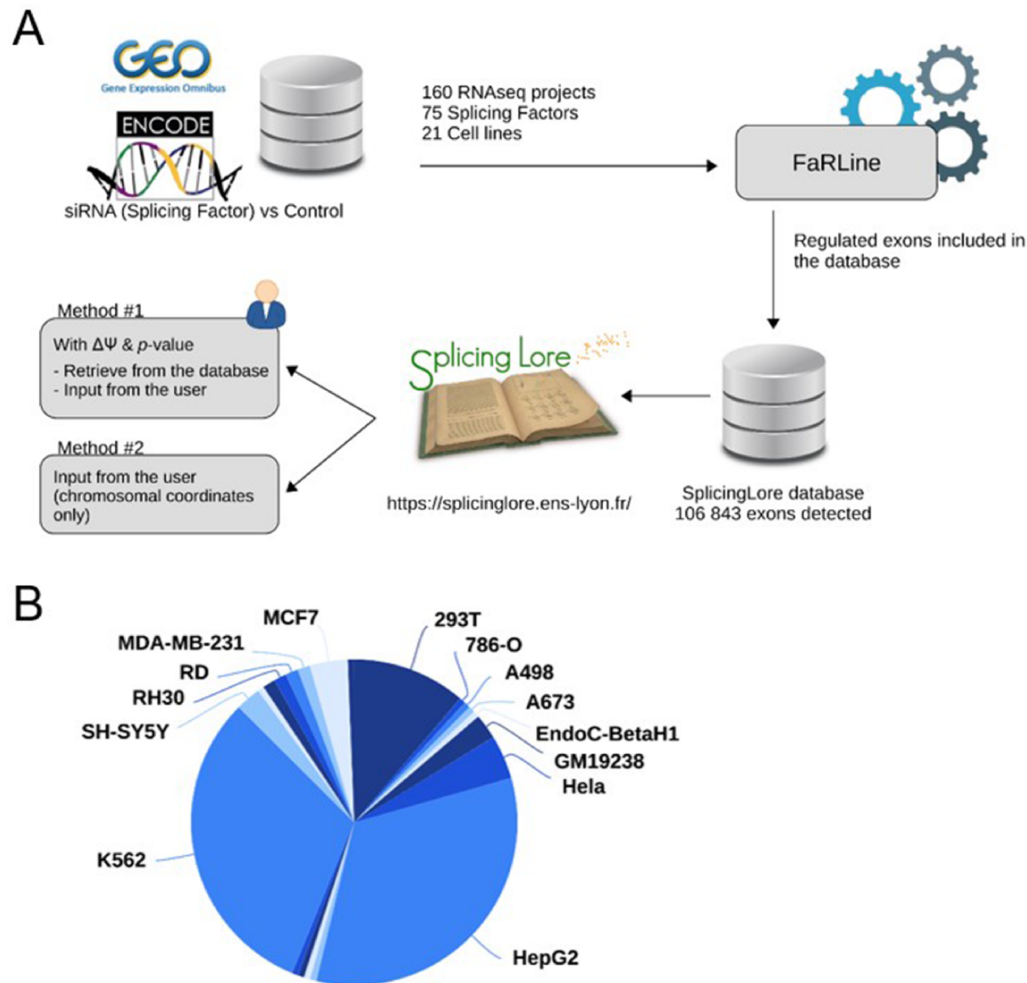 A
GEO
Gene Expression Omnibus
ENCODE
siRNA (Splicing Factor) vs Control
160 RNAseq projects
75 Splicing Factors
21 Cell lines
FaRLine
Regulated exons included in
the database
Method #1
With ΔΨ & p-value
- Retrieve from the database
- Input from the user
Method #2
Input from the user
(chromosomal coordinates
only)
Splicing Lore
https://splicinglore.ens-lyon.fr/
SplicingLore database
106 843 exons detected
B
MCF7
MDA-MB-231
RD
RH30
SH-SY5Y
K562
293T
786-O
A498
A673
EndoC-BetaH1
GM19238
Hela
HepG2